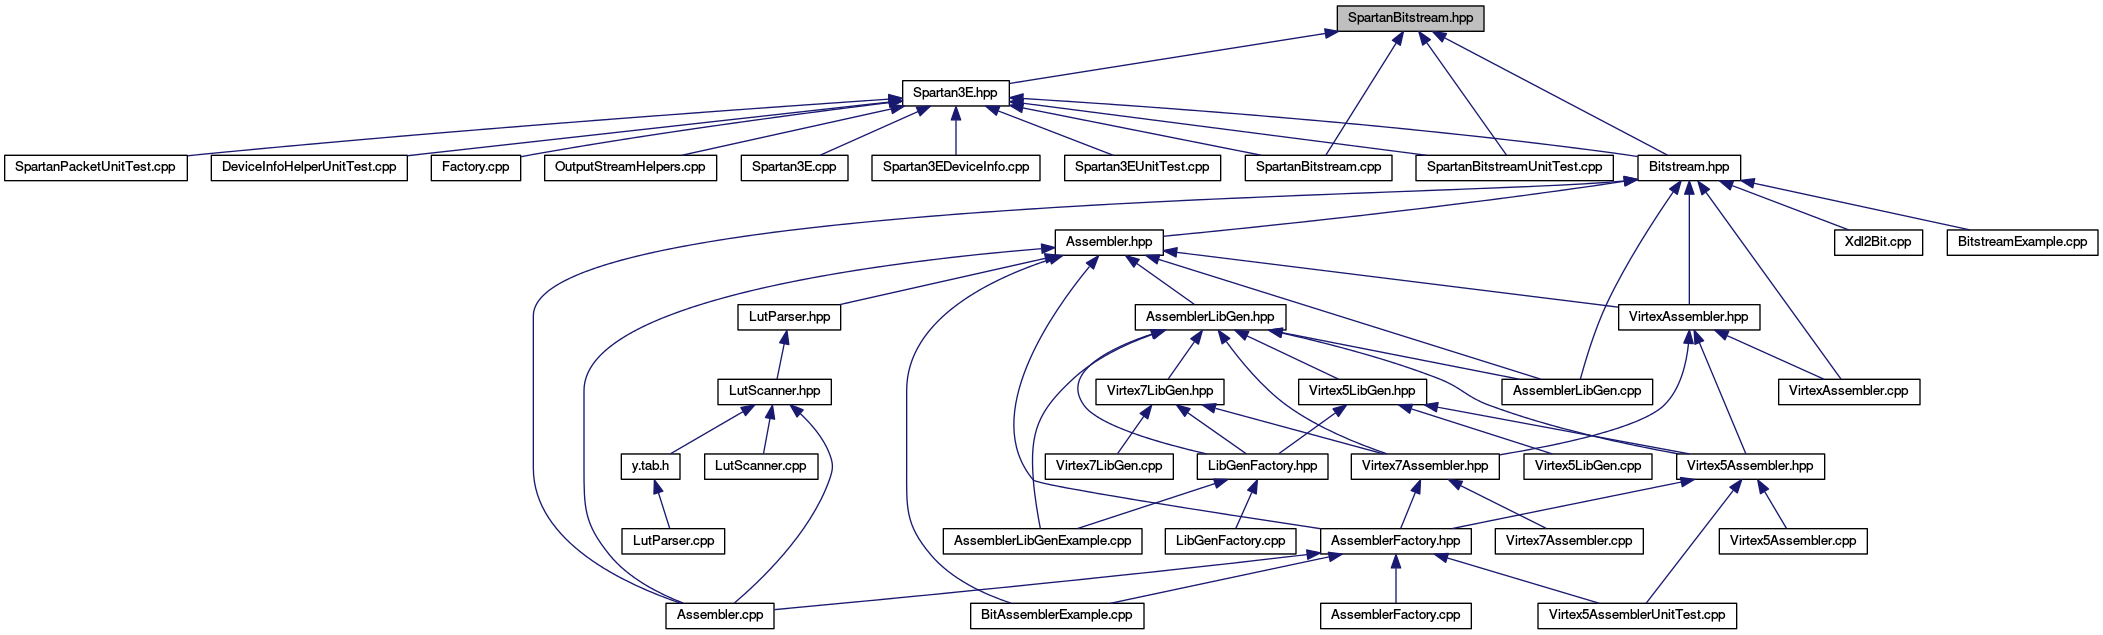 SpartanBitstream.hpp
Spartan3E.hpp
SpartanPacketUnitTest.cpp
DeviceInfoHelperUnitTest.cpp
Factory.cpp
OutputStreamHelpers.cpp
Spartan3E.cpp
Spartan3EDeviceInfo.cpp
Spartan3EUnitTest.cpp
SpartanBitstream.cpp
SpartanBitstreamUnitTest.cpp
Bitstream.hpp
Assembler.hpp
Xdl2Bit.cpp
BitstreamExample.cpp
LutParser.hpp
AssemblerLibGen.hpp
VirtexAssembler.hpp
LutScanner.hpp
Virtex7LibGen.hpp
Virtex5LibGen.hpp
AssemblerLibGen.cpp
VirtexAssembler.cpp
y.tab.h
LutScanner.cpp
Virtex7LibGen.cpp
LibGenFactory.hpp
Virtex7Assembler.hpp
Virtex5LibGen.cpp
Virtex5Assembler.hpp
LutParser.cpp
AssemblerLibGenExample.cpp
LibGenFactory.cpp
AssemblerFactory.hpp
Virtex7Assembler.cpp
Virtex5Assembler.cpp
Assembler.cpp
BitAssemblerExample.cpp
AssemblerFactory.cpp
Virtex5AssemblerUnitTest.cpp